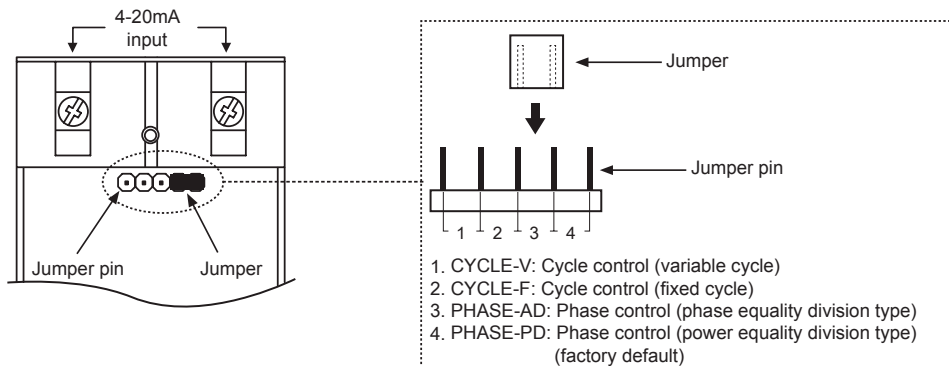 4-20mA
input
Jumper pin
Jumper
Jumper
Jumper pin
1 2 3 4
1. CYCLE-V: Cycle control (variable cycle)
2. CYCLE-F: Cycle control (fixed cycle)
3. PHASE-AD: Phase control (phase equality division type)
4. PHASE-PD: Phase control (power equality division type)
(factory default)